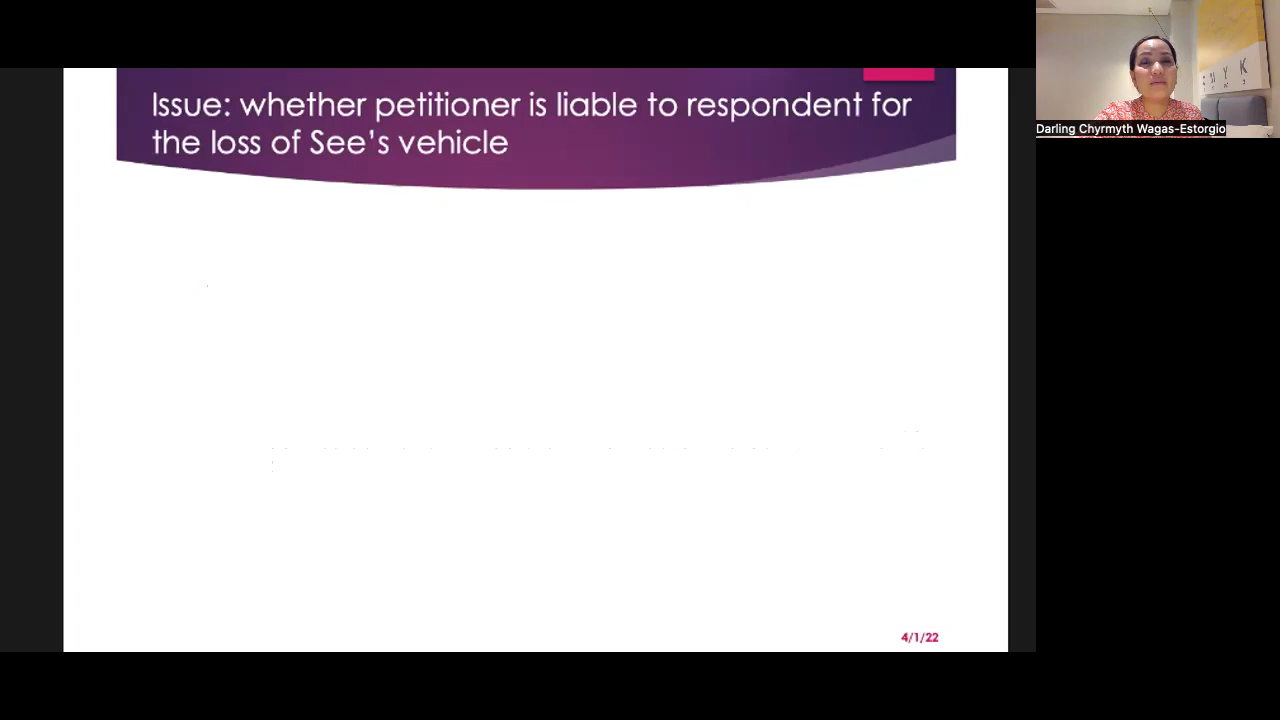 Issue: whether petitioner is liable to respondent for
the loss of See's vehicle
Darling Chyrmyth Wagas-Estorgio
4/1/22